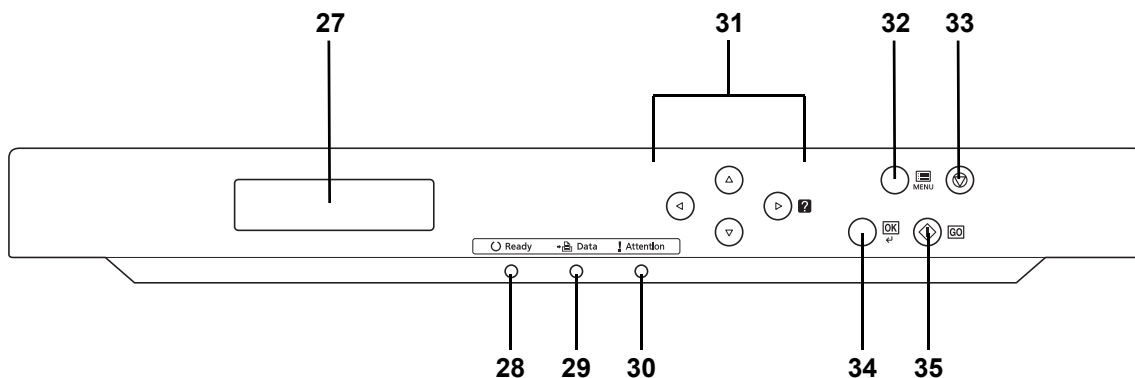 27 31 32 33
MENU
?
OK
GO
Ready Data ! Attention
28 29 30 34 35